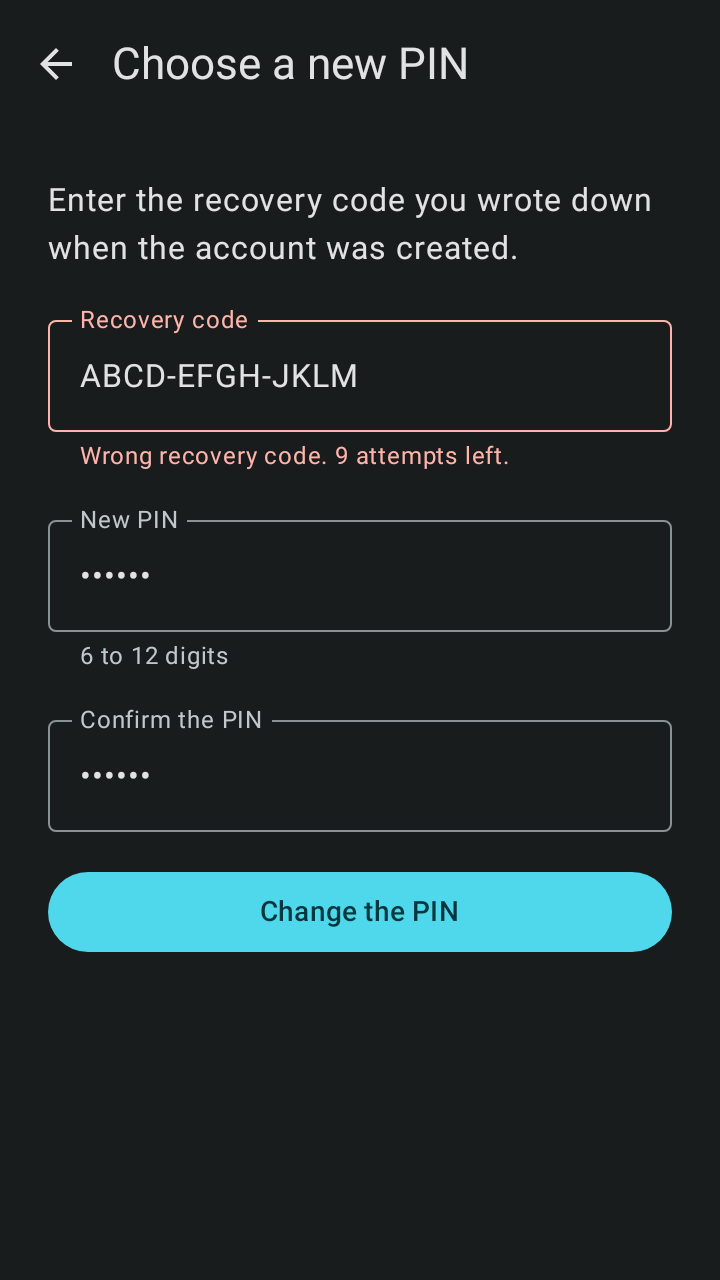 Choose a new PIN
Enter the recovery code you wrote down
when the account was created.
Recovery code
ABCD-EFGH-JKLM
Wrong recovery code. 9 attempts left.
New PIN
••••••
6 to 12 digits
Confirm the PIN
••••••
Change the PIN